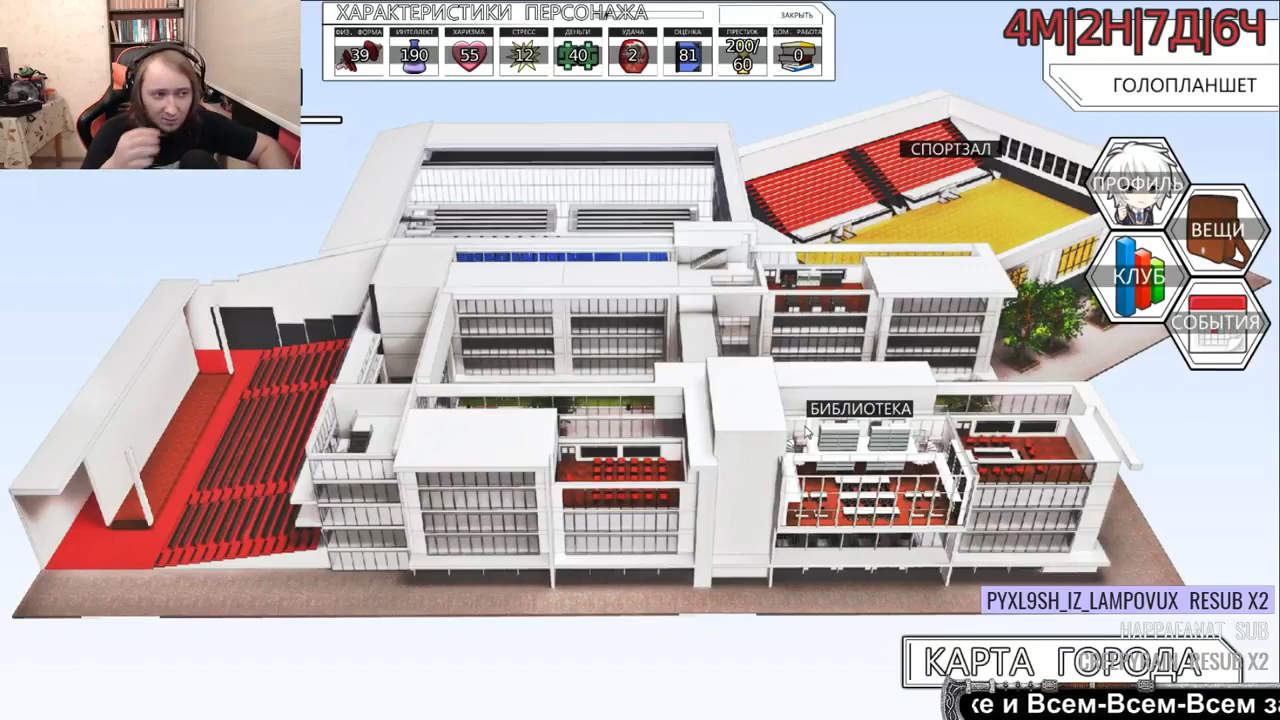 ХАРАКТЕРИСТИКИ ПЕРСОНАЖА
ЗАКРЫТЬ
ФИЗ. ФОРМА ИНТЕЛЛЕКТ ХАРИЗМА СТРЕСС ДЕНЬГИ УДАЧА ОЦЕНКА ПРЕСТИЖ ДОМ. РАБОТА
39 190 55 12 40 2 81 200/60 0
4М|2Н|7Д|6Ч
ГОЛОПЛАНШЕТ
СПОРТЗАЛ
ПРОФИЛЬ
ВЕЩИ
КЛУБ
СОБЫТИЯ
БИБЛИОТЕКА
PYXL9SH_IZ_LAMPOVUX RESUB X2
HAPPAFANAT SUB
RESUB X2
КАРТА ГОРОДА
ке и Всем-Всем-Всем за